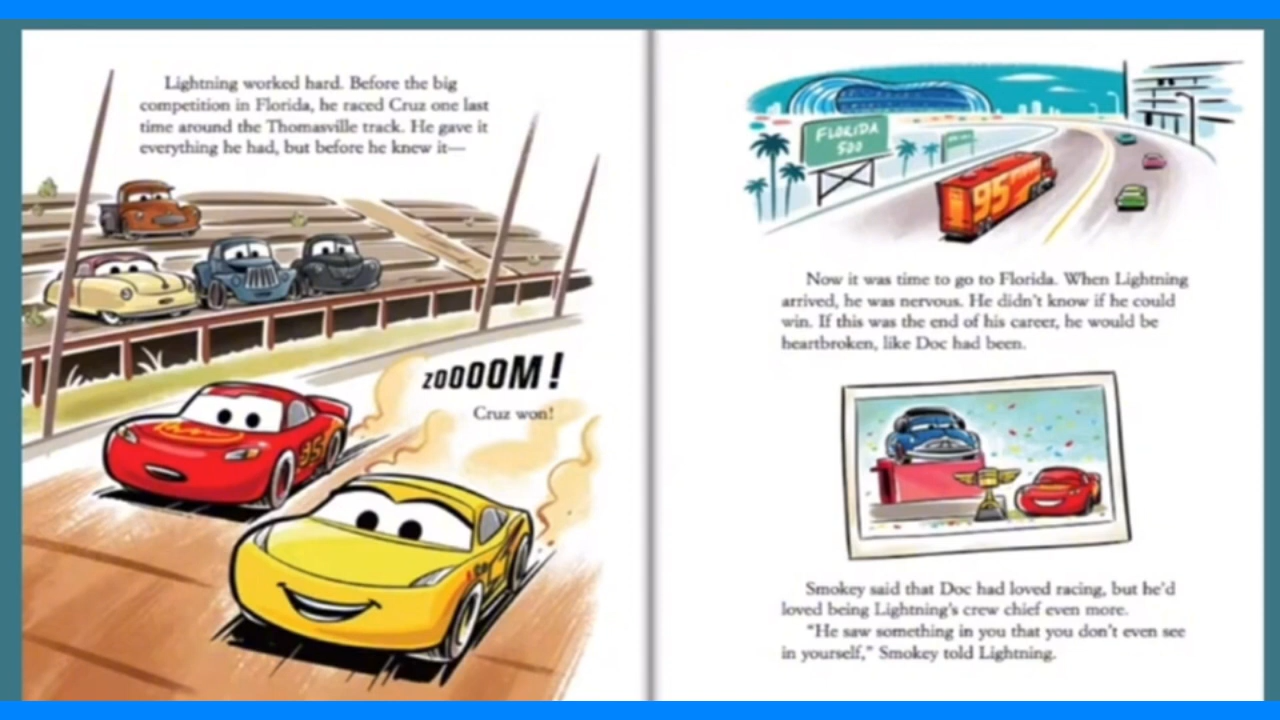 Lightning worked hard. Before the big
competition in Florida, he raced Cruz one last
time around the Thomasville track. He gave it
everything he had, but before he knew it—
ZOOOOM!
Cruz won!
95
FLORIDA
500
95
Now it was time to go to Florida. When Lightning
arrived, he was nervous. He didn't know if he could
win. If this was the end of his career, he would be
heartbroken, like Doc had been.
Smokey said that Doc had loved racing, but he'd
loved being Lightning's crew chief even more.
"He saw something in you that you don't even see
in yourself," Smokey told Lightning.